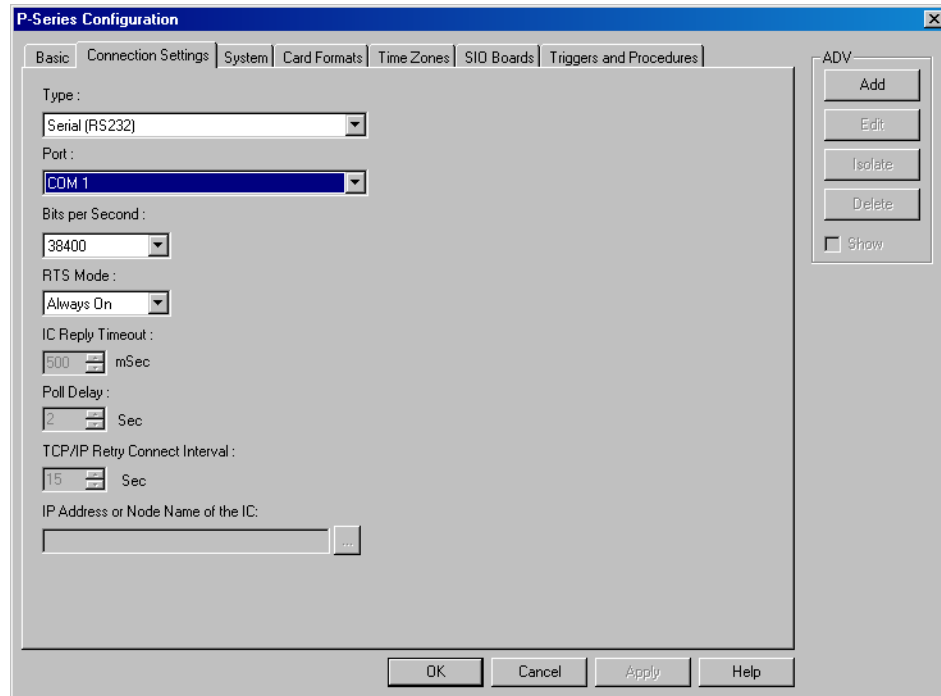 P-Series Configuration
Basic Connection Settings System Card Formats Time Zones SIO Boards Triggers and Procedures
Type :
Serial (RS232)
Port :
COM 1
Bits per Second :
38400
RTS Mode :
Always On
IC Reply Timeout :
500 mSec
Poll Delay :
2 Sec
TCP/IP Retry Connect Interval :
15 Sec
IP Address or Node Name of the IC:
...
ADV
Add
Edit
Isolate
Delete
Show
OK Cancel Apply Help